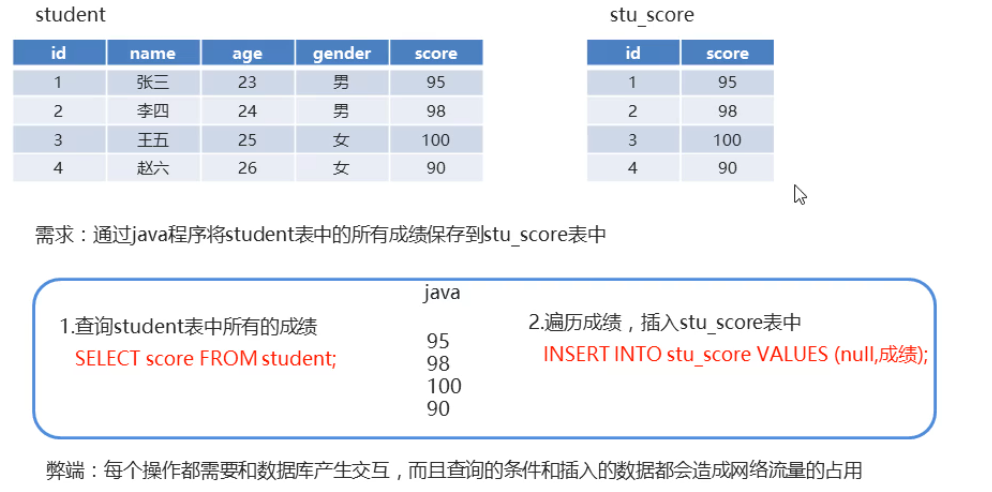 student
id name age gender score
1 张三 23 男 95
2 李四 24 男 98
3 王五 25 女 100
4 赵六 26 女 90
stu_score
id score
1 95
2 98
3 100
4 90
需求：通过java程序将student表中的所有成绩保存到stu_score表中
java
1.查询student表中所有的成绩
SELECT score FROM student;
95
98
100
90
2.遍历成绩，插入stu_score表中
INSERT INTO stu_score VALUES (null,成绩);
弊端：每个操作都需要和数据库产生交互，而且查询的条件和插入的数据都会造成网络流量的占用